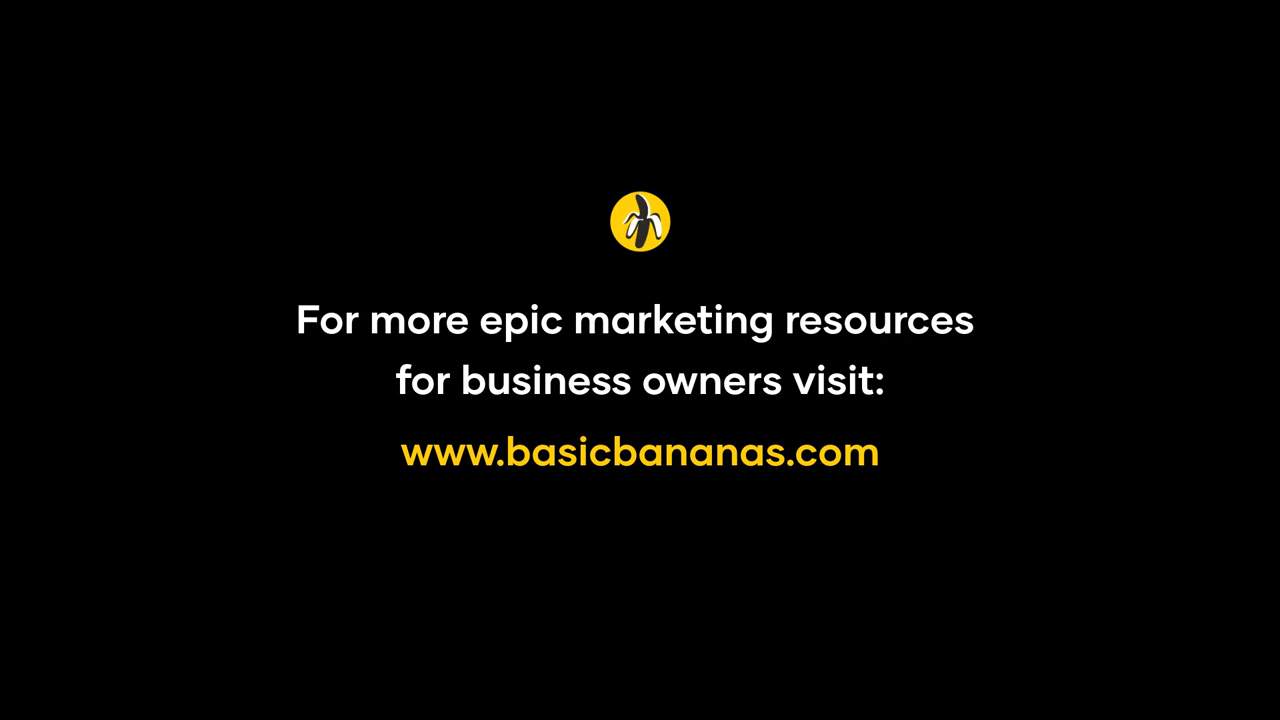 For more epic marketing resources
for business owners visit:
www.basicbananas.com